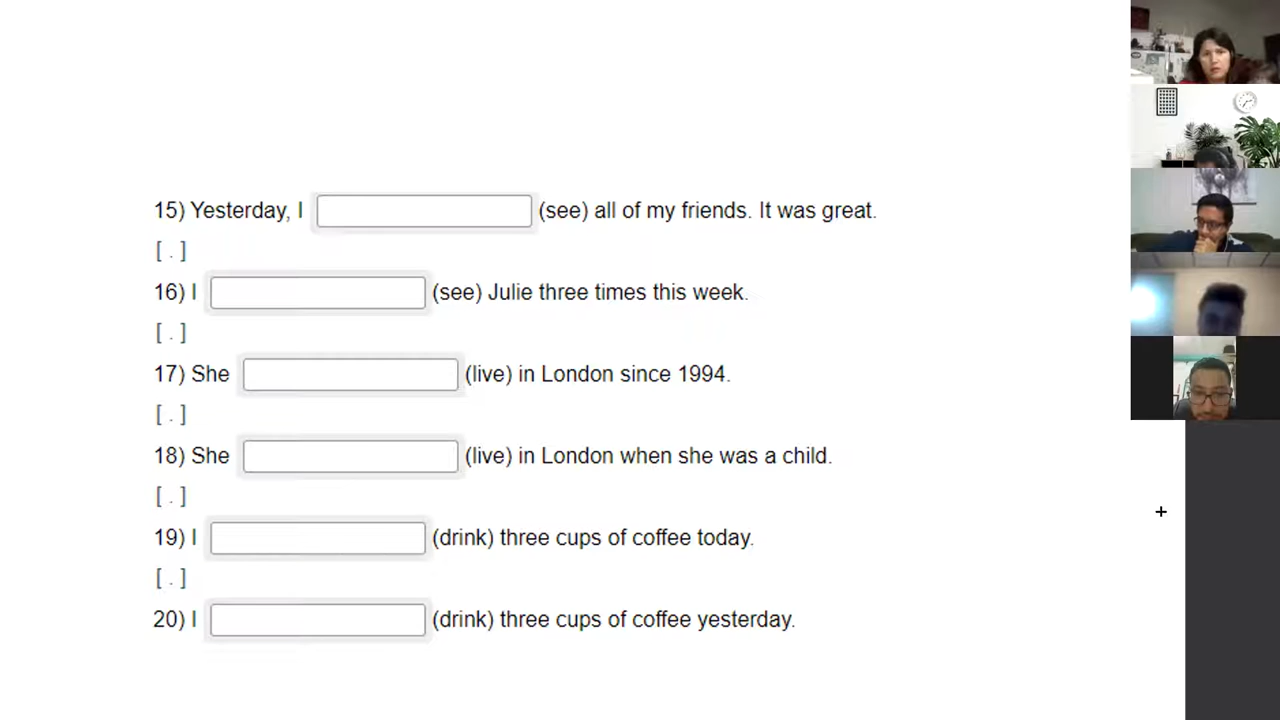 15) Yesterday, I (see) all of my friends. It was great.
[ . ]
16) I (see) Julie three times this week.
[ . ]
17) She (live) in London since 1994.
[ . ]
18) She (live) in London when she was a child.
[ . ]
19) I (drink) three cups of coffee today.
[ . ]
20) I (drink) three cups of coffee yesterday.